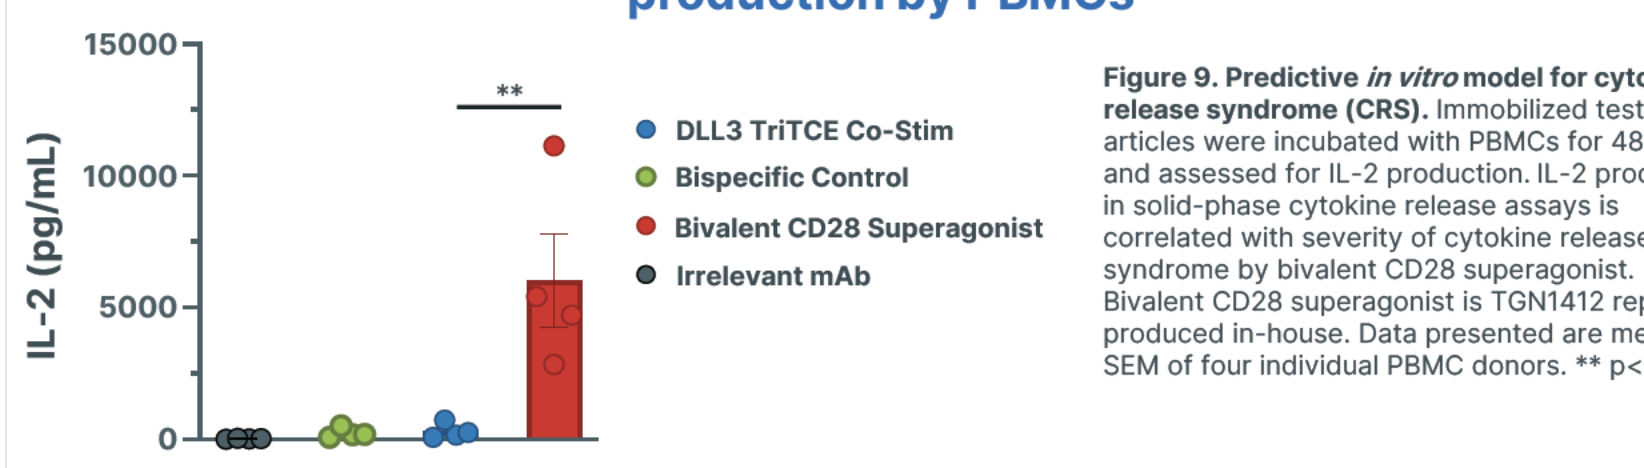 production by PBMCs
15000
10000
5000
0
IL-2 (pg/mL)
**
DLL3 TriTCE Co-Stim
Bispecific Control
Bivalent CD28 Superagonist
Irrelevant mAb
Figure 9. Predictive in vitro model for cyto
release syndrome (CRS). Immobilized test
articles were incubated with PBMCs for 48
and assessed for IL-2 production. IL-2 prod
in solid-phase cytokine release assays is
correlated with severity of cytokine release
syndrome by bivalent CD28 superagonist.
Bivalent CD28 superagonist is TGN1412 rep
produced in-house. Data presented are me
SEM of four individual PBMC donors. ** p<